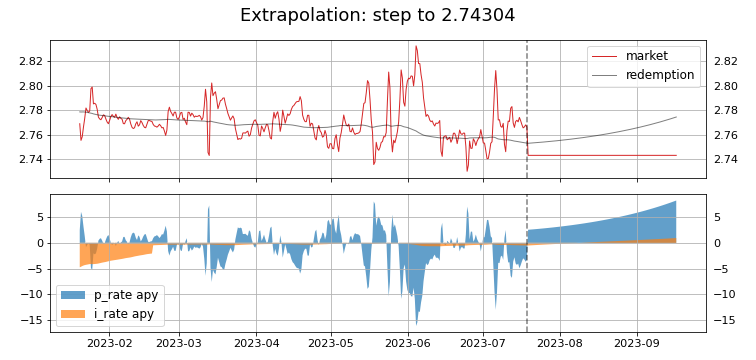 Extrapolation: step to 2.74304
2.82 2.82
market
redemption
2.80 2.80
2.78 2.78
2.76 2.76
2.74 2.74
5 5
0 0
−5 −5
p_rate apy
i_rate apy
−10 −10
−15 −15
2023-02 2023-03 2023-04 2023-05 2023-06 2023-07 2023-08 2023-09